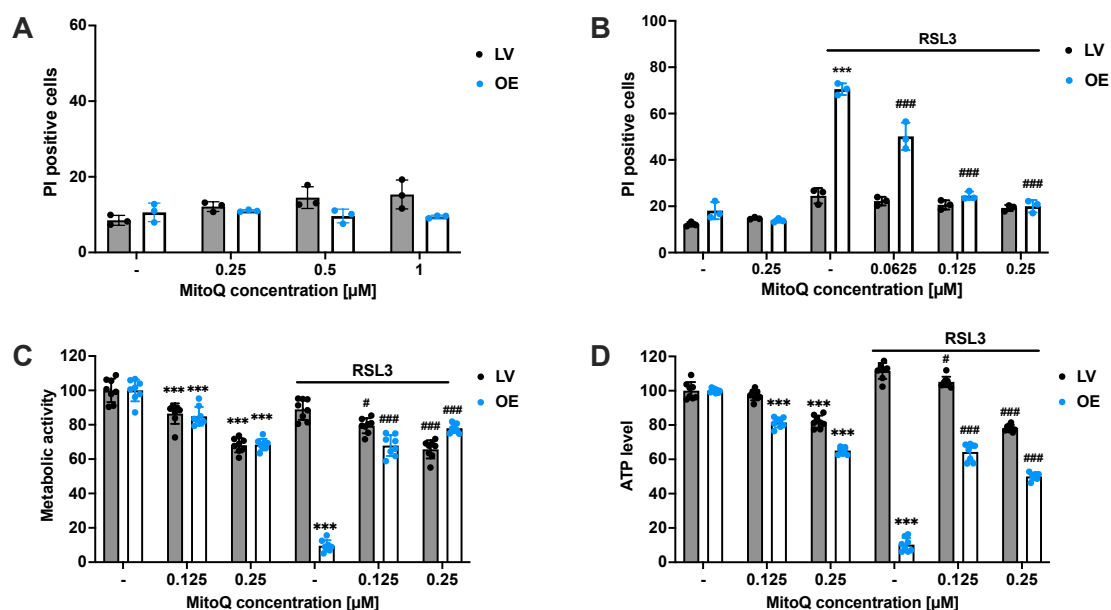 A
PI positive cells
60
40
20
0
-
0.25
0.5
1
MitoQ concentration [µM]
LV
OE
B
PI positive cells
100
80
60
40
20
0
RSL3
***
###
###
###
-
0.25
-
0.0625
0.125
0.25
MitoQ concentration [µM]
LV
OE
C
Metabolic activity
120
100
80
60
40
20
0
RSL3
*** ***
*** ***
***
# ###
### ###
-
0.125
0.25
-
0.125
0.25
MitoQ concentration [µM]
LV
OE
D
ATP level
120
100
80
60
40
20
0
RSL3
***
*** ***
***
# ###
### ###
-
0.125
0.25
-
0.125
0.25
MitoQ concentration [µM]
LV
OE